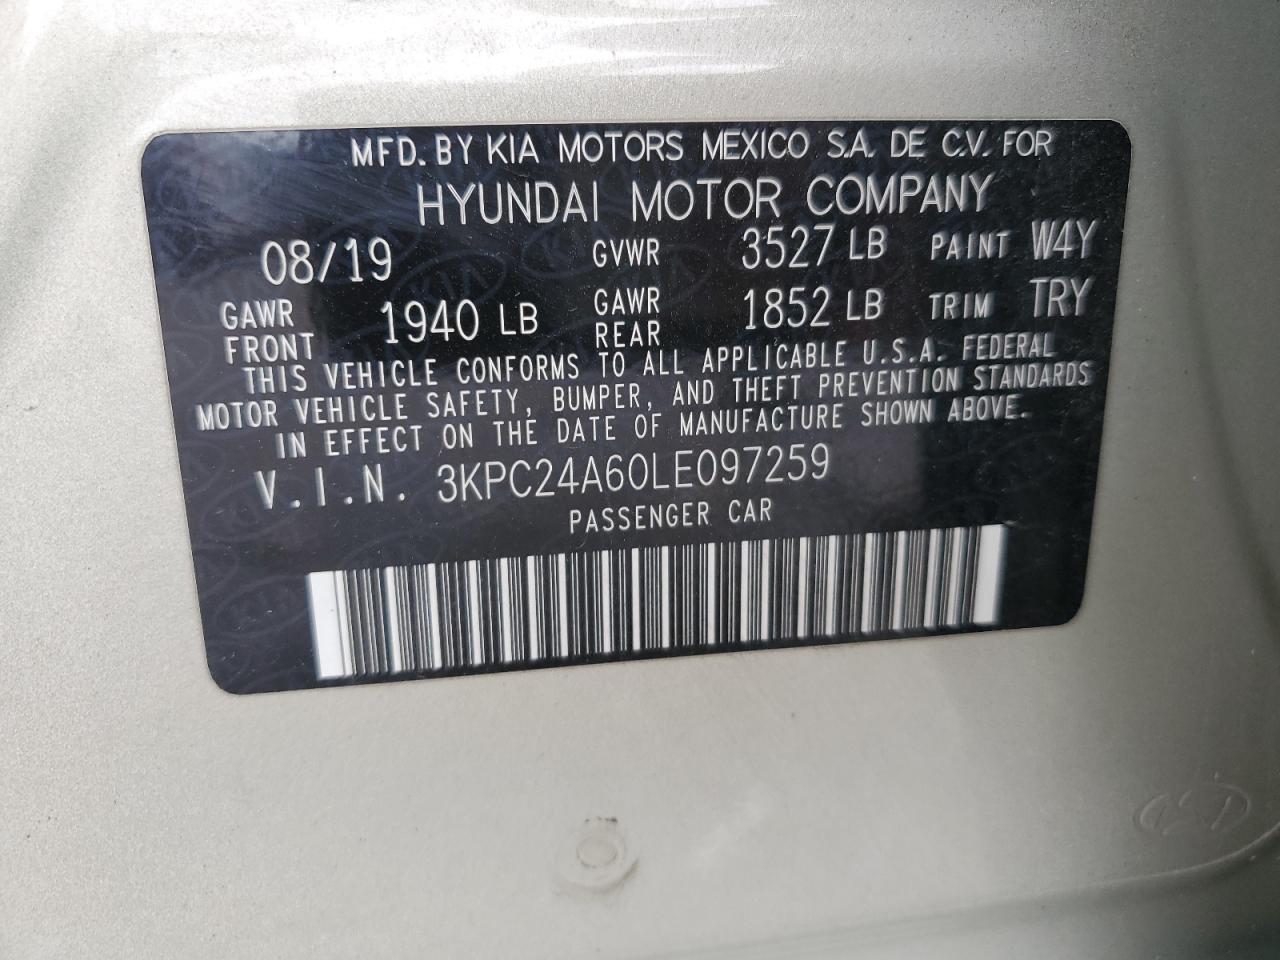 MFD. BY KIA MOTORS MEXICO S.A. DE C.V. FOR
HYUNDAI MOTOR COMPANY
08/19 GVWR 3527 LB PAINT W4Y
GAWR FRONT 1940 LB GAWR REAR 1852 LB TRIM TRY
THIS VEHICLE CONFORMS TO ALL APPLICABLE U.S.A. FEDERAL
MOTOR VEHICLE SAFETY, BUMPER, AND THEFT PREVENTION STANDARDS
IN EFFECT ON THE DATE OF MANUFACTURE SHOWN ABOVE.
V.I.N. 3KPC24A60LE097259
PASSENGER CAR